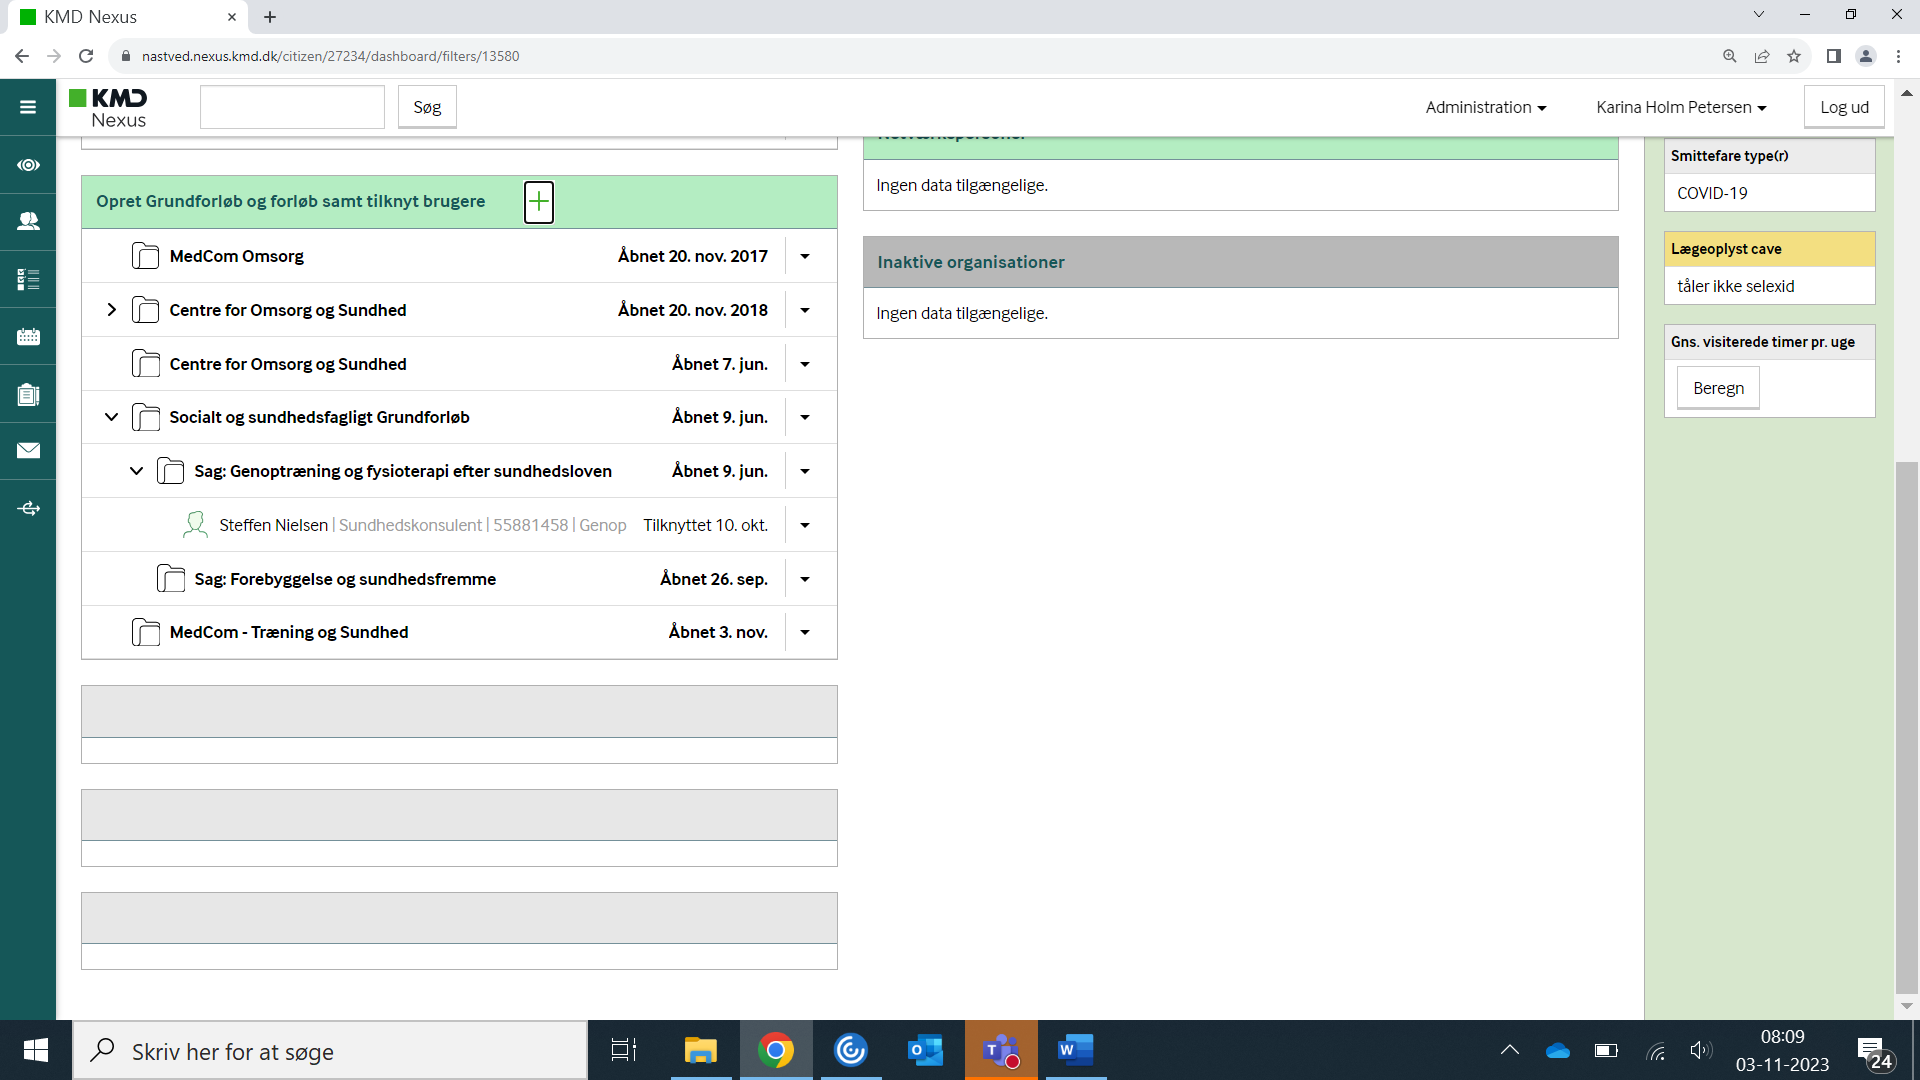 KMD Nexus
nastved.nexus.kmd.dk/citizen/27234/dashboard/filters/13580
KMD
Nexus
Søg
Administration
Karina Holm Petersen
Log ud
Opret Grundforløb og forløb samt tilknyt brugere
MedCom Omsorg Åbnet 20. nov. 2017
Centre for Omsorg og Sundhed Åbnet 20. nov. 2018
Centre for Omsorg og Sundhed Åbnet 7. jun.
Socialt og sundhedsfagligt Grundforløb Åbnet 9. jun.
Sag: Genoptræning og fysioterapi efter sundhedsloven Åbnet 9. jun.
Steffen Nielsen | Sundhedskonsulent | 55881458 | Genop Tilknyttet 10. okt.
Sag: Forebyggelse og sundhedsfremme Åbnet 26. sep.
MedCom - Træning og Sundhed Åbnet 3. nov.
Ingen data tilgængelige.
Inaktive organisationer
Ingen data tilgængelige.
Smittefare type(r)
COVID-19
Lægeoplyst cave
tåler ikke selexid
Gns. visiterede timer pr. uge
Beregn
Skriv her for at søge
08:09
03-11-2023
24